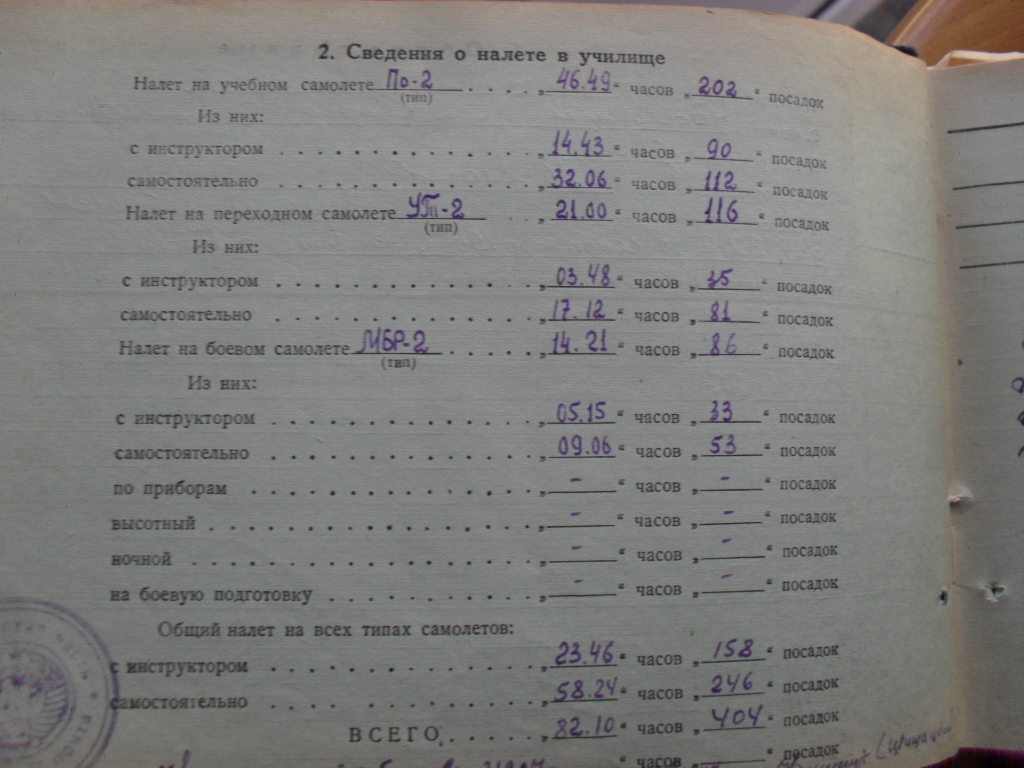 2. Сведения о налете в училище
Налет на учебном самолете По-2 . . . . „46.49“ часов „202“ посадок
(тип)
Из них:
с инструктором . . . . . . . . . . . . . „14.43“ часов „90“ посадок
самостоятельно . . . . . . . . . . . . . „32.06“ часов „112“ посадок
Налет на переходном самолете УТ-2 . . „21.00“ часов „116“ посадок
(тип)
Из них:
с инструктором . . . . . . . . . . . . . „03.48“ часов „35“ посадок
самостоятельно . . . . . . . . . . . . . „17.12“ часов „81“ посадок
Налет на боевом самолете МБР-2 . . . . . „14.21“ часов „86“ посадок
(тип)
Из них:
с инструктором . . . . . . . . . . . . . „05.15“ часов „33“ посадок
самостоятельно . . . . . . . . . . . . . „09.06“ часов „53“ посадок
по приборам . . . . . . . . . . . . . . „-“ часов „-“ посадок
высотный . . . . . . . . . . . . . . . . „-“ часов „-“ посадок
ночной . . . . . . . . . . . . . . . . . „-“ часов „-“ посадок
на боевую подготовку . . . . . . . . . . „-“ часов „-“ посадок
Общий налет на всех типах самолетов:
с инструктором . . . . . . . . . . . . . „23.46“ часов „158“ посадок
самостоятельно . . . . . . . . . . . . . „58.24“ часов „246“ посадок
ВСЕГО . . . . . „82.10“ часов „404“ посадок
посадок